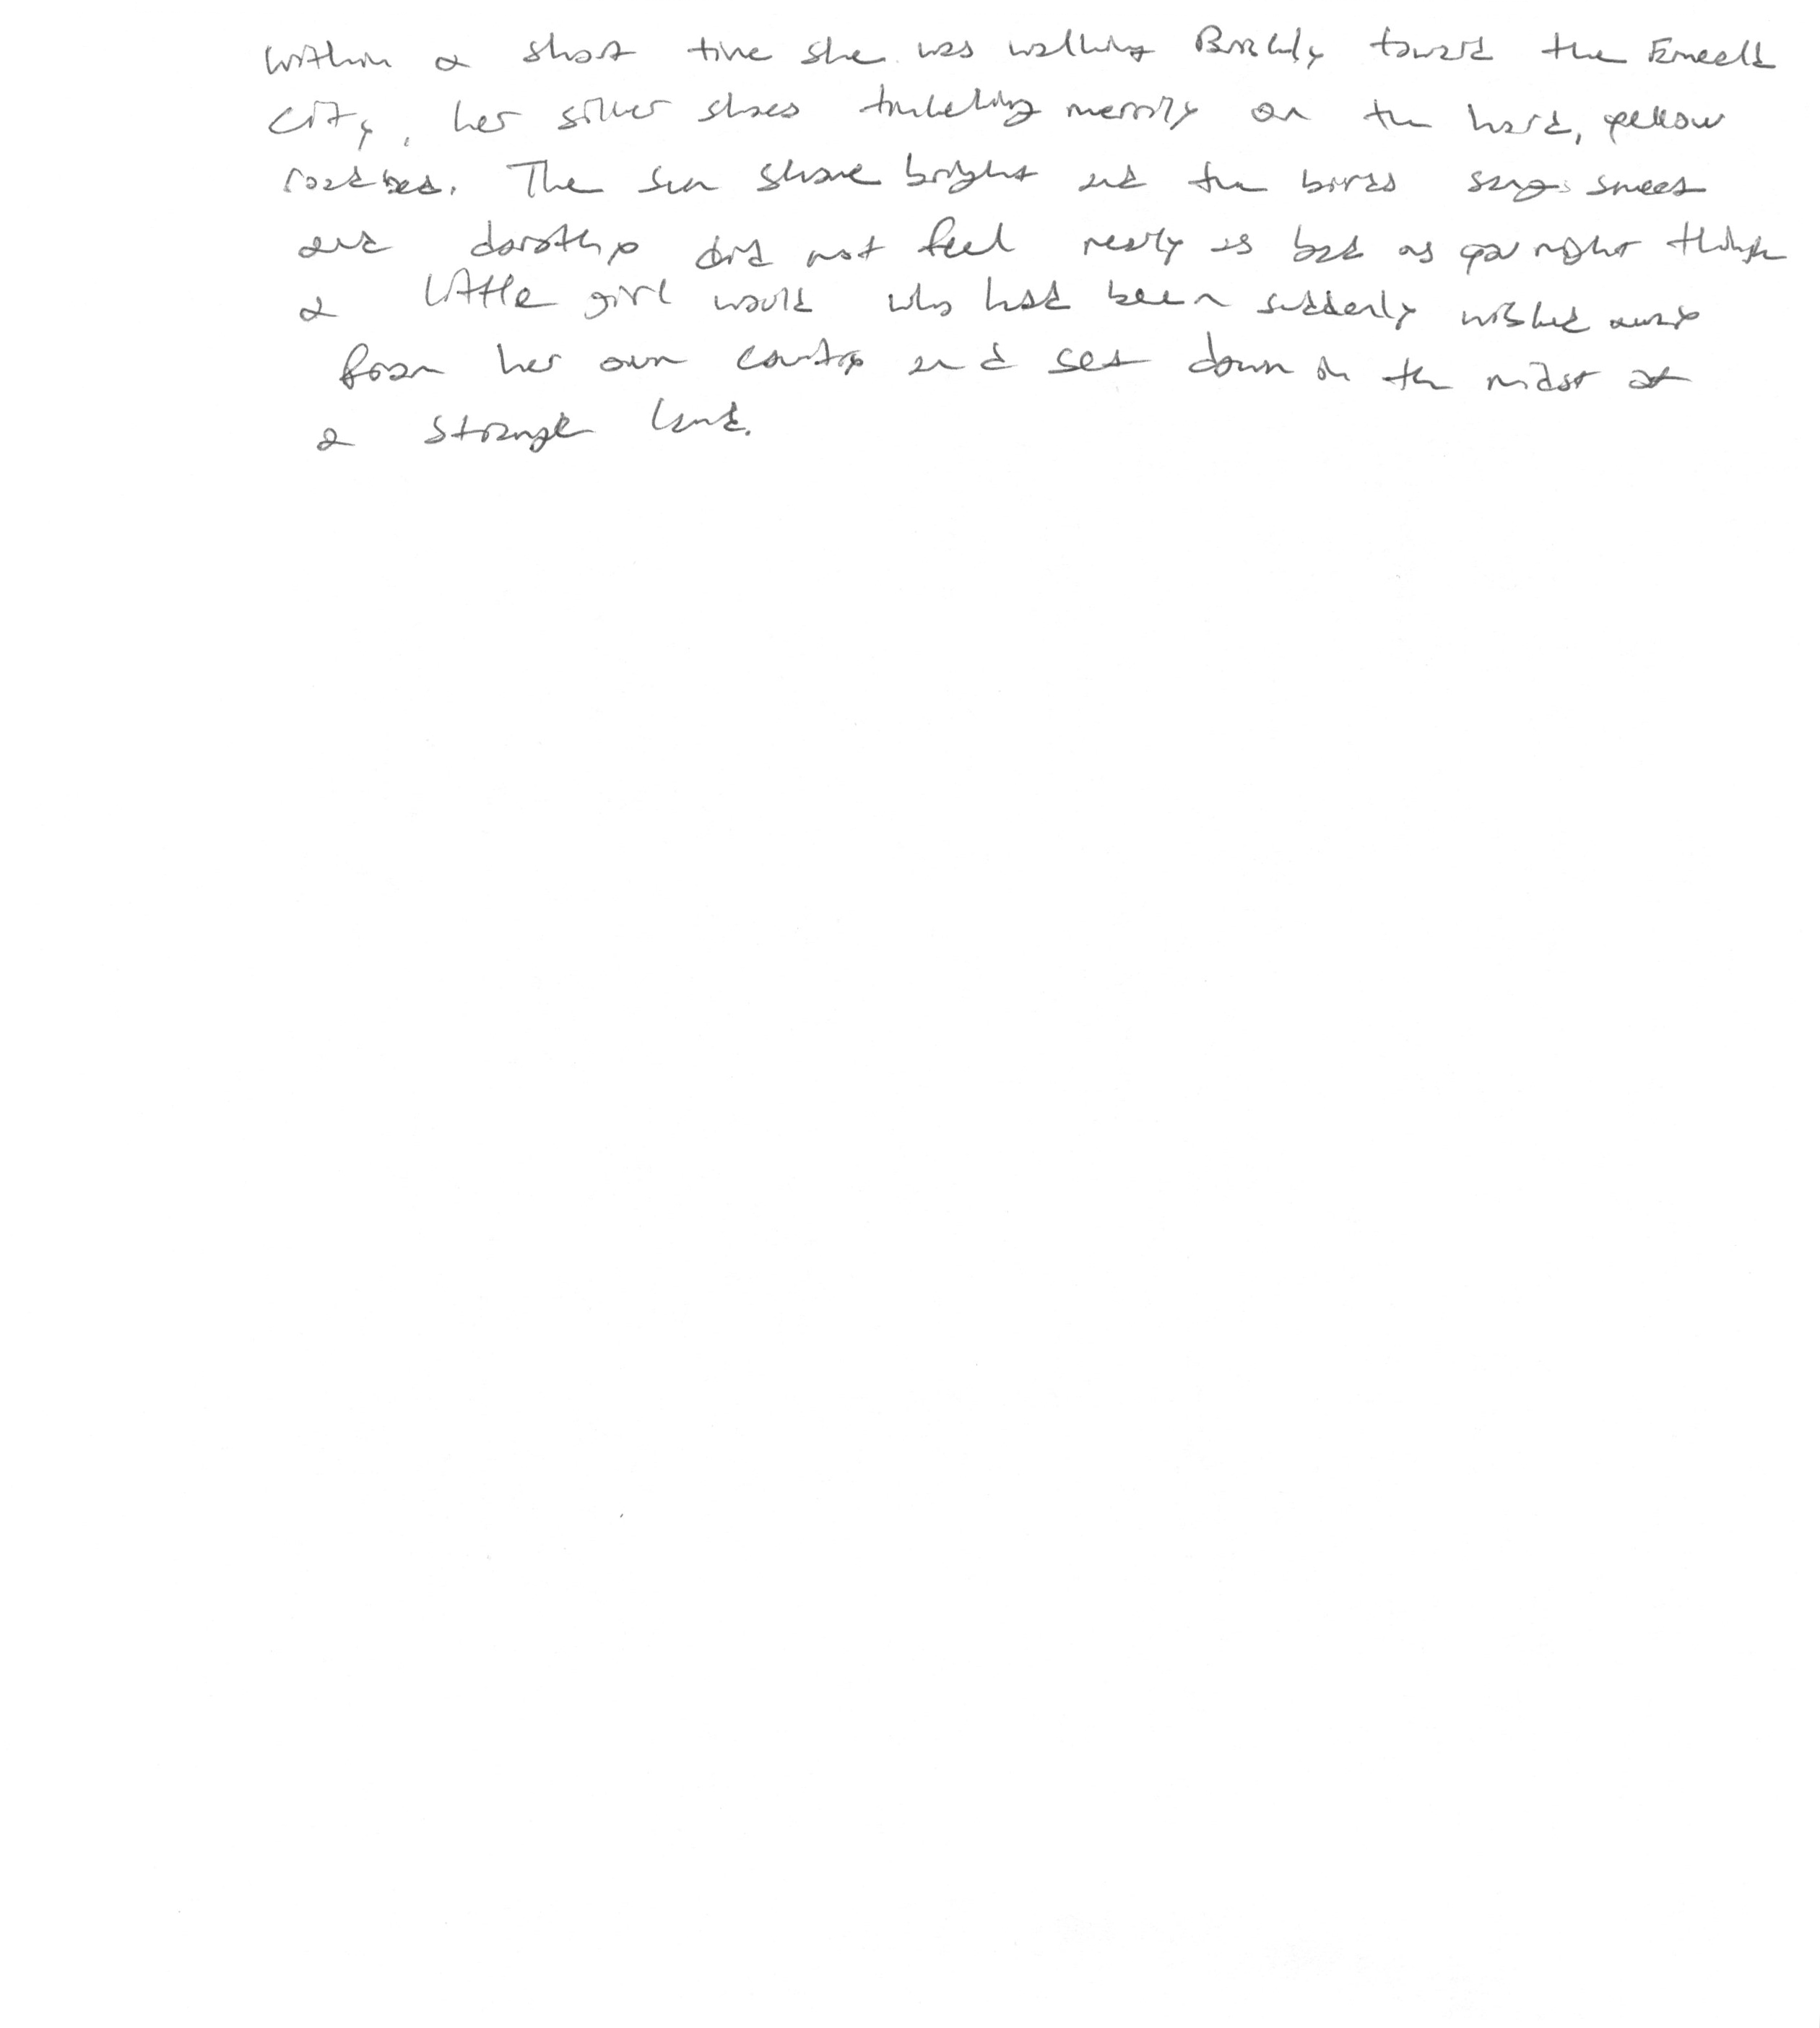 Within a short time she was walking Briskly toward the Emerald
City, her silver shoes tinkling merrily on the hard, yellow
roadbed. The sun shone bright and the birds sang sweet
and dorothy did not feel nearly as bad as you might think
a little girl would who had been suddenly whisked away
from her own country and set down in the midst of
a strange land.